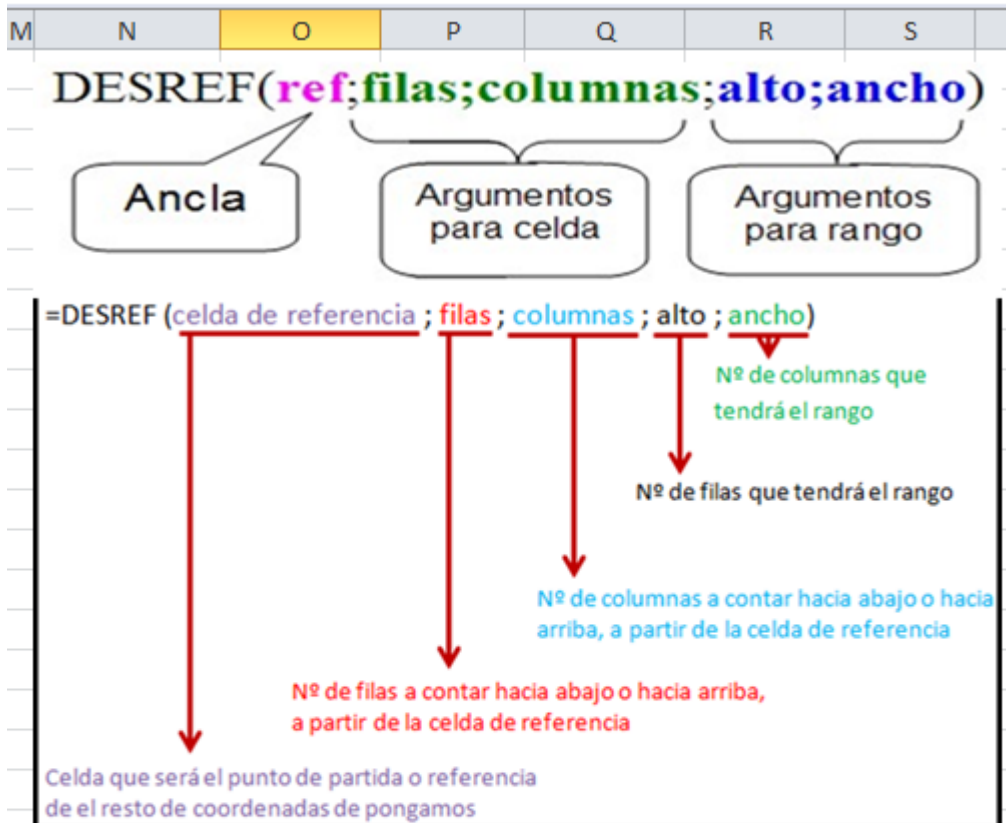 M N O P Q R S
DESREF(ref;filas;columnas;alto;ancho)
Ancla
Argumentos
para celda
Argumentos
para rango
=DESREF (celda de referencia ; filas ; columnas ; alto ; ancho)
Nº de columnas que
tendrá el rango
Nº de filas que tendrá el rango
Nº de columnas a contar hacia abajo o hacia
arriba, a partir de la celda de referencia
Nº de filas a contar hacia abajo o hacia arriba,
a partir de la celda de referencia
Celda que será el punto de partida o referencia
de el resto de coordenadas de pongamos